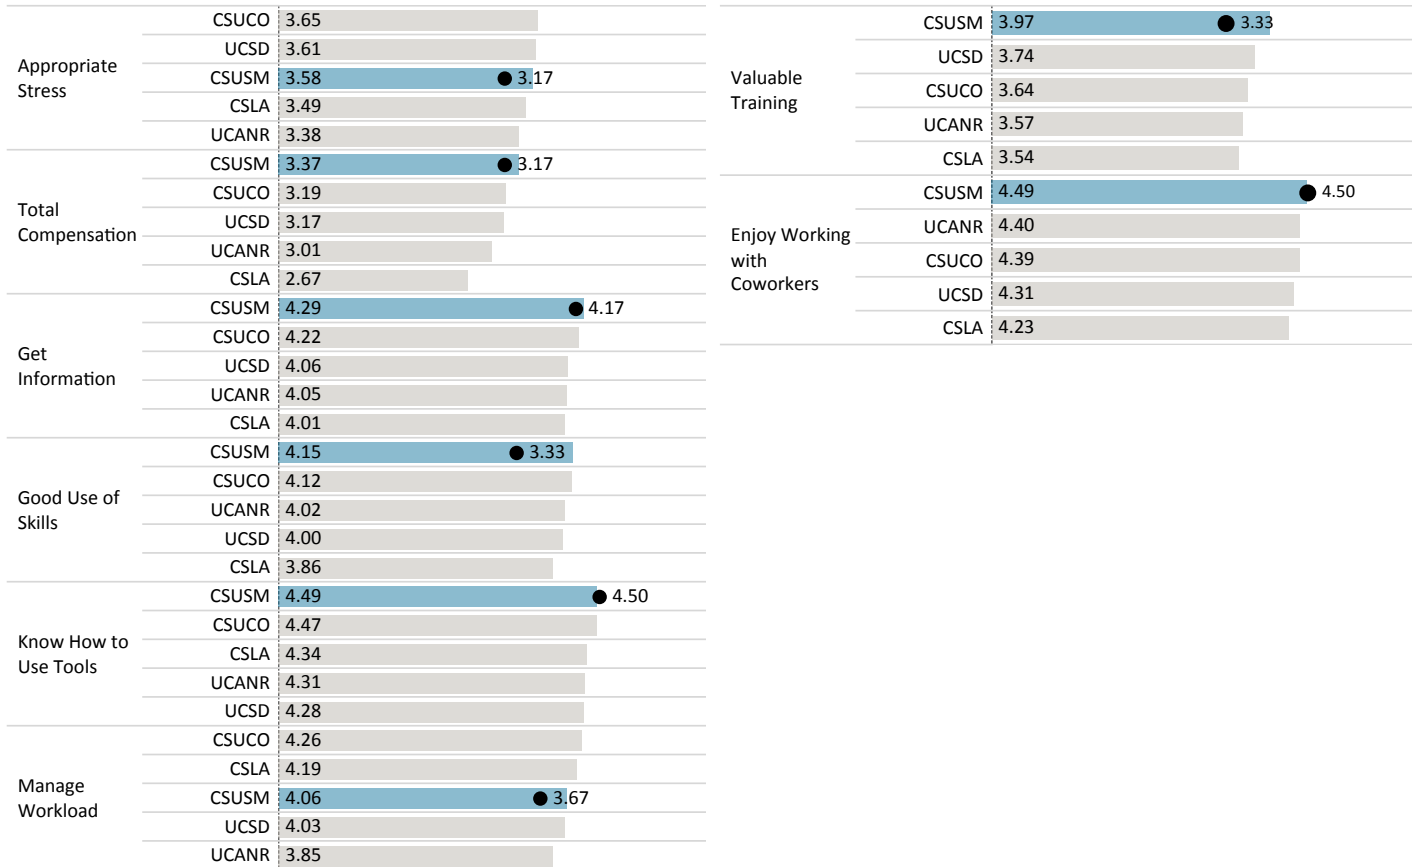 Appropriate
Stress
CSUCO 3.65
UCSD 3.61
CSUSM 3.58 3.17
CSLA 3.49
UCANR 3.38
Total
Compensation
CSUSM 3.37 3.17
CSUCO 3.19
UCSD 3.17
UCANR 3.01
CSLA 2.67
Get
Information
CSUSM 4.29 4.17
CSUCO 4.22
UCSD 4.06
UCANR 4.05
CSLA 4.01
Good Use of
Skills
CSUSM 4.15 3.33
CSUCO 4.12
UCANR 4.02
UCSD 4.00
CSLA 3.86
Know How to
Use Tools
CSUSM 4.49 4.50
CSUCO 4.47
CSLA 4.34
UCANR 4.31
UCSD 4.28
Manage
Workload
CSUCO 4.26
CSLA 4.19
CSUSM 4.06 3.67
UCSD 4.03
UCANR 3.85
Valuable
Training
CSUSM 3.97 3.33
UCSD 3.74
CSUCO 3.64
UCANR 3.57
CSLA 3.54
Enjoy Working
with
Coworkers
CSUSM 4.49 4.50
UCANR 4.40
CSUCO 4.39
UCSD 4.31
CSLA 4.23